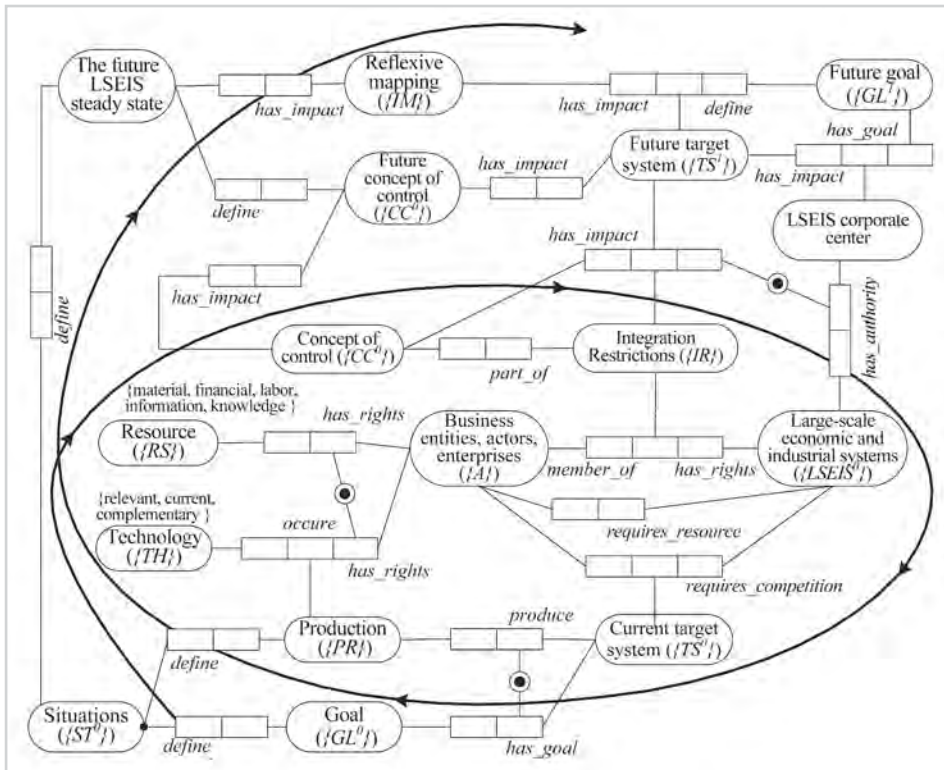 The future
LSEIS
steady state
has_impact
Reflexive
mapping
({IM})
has_impact
define
Future goal
({GL¹})
has_goal
has_impact
Future target
system ({TS¹})
has_impact
Future
concept of
control
({CC⁰})
define
has_impact
LSEIS corporate
center
has_impact
define
has_authority
Concept of
control ({CC⁰})
part_of
Integration
Restrictions ({IR})
{material, financial, labor,
information, knowledge }
Resource
({RS})
has_rights
Business
entities, actors,
enterprises
({A})
member_of
has_rights
Large-scale
economic and
industrial systems
({LSEIS⁰})
{relevant, current,
complementary }
Technology
({TH})
occure
has_rights
requires_resource
requires_competition
Production
({PR})
define
produce
Current target
system ({TS⁰})
Situations
({ST⁰})
define
Goal
({GL⁰})
has_goal